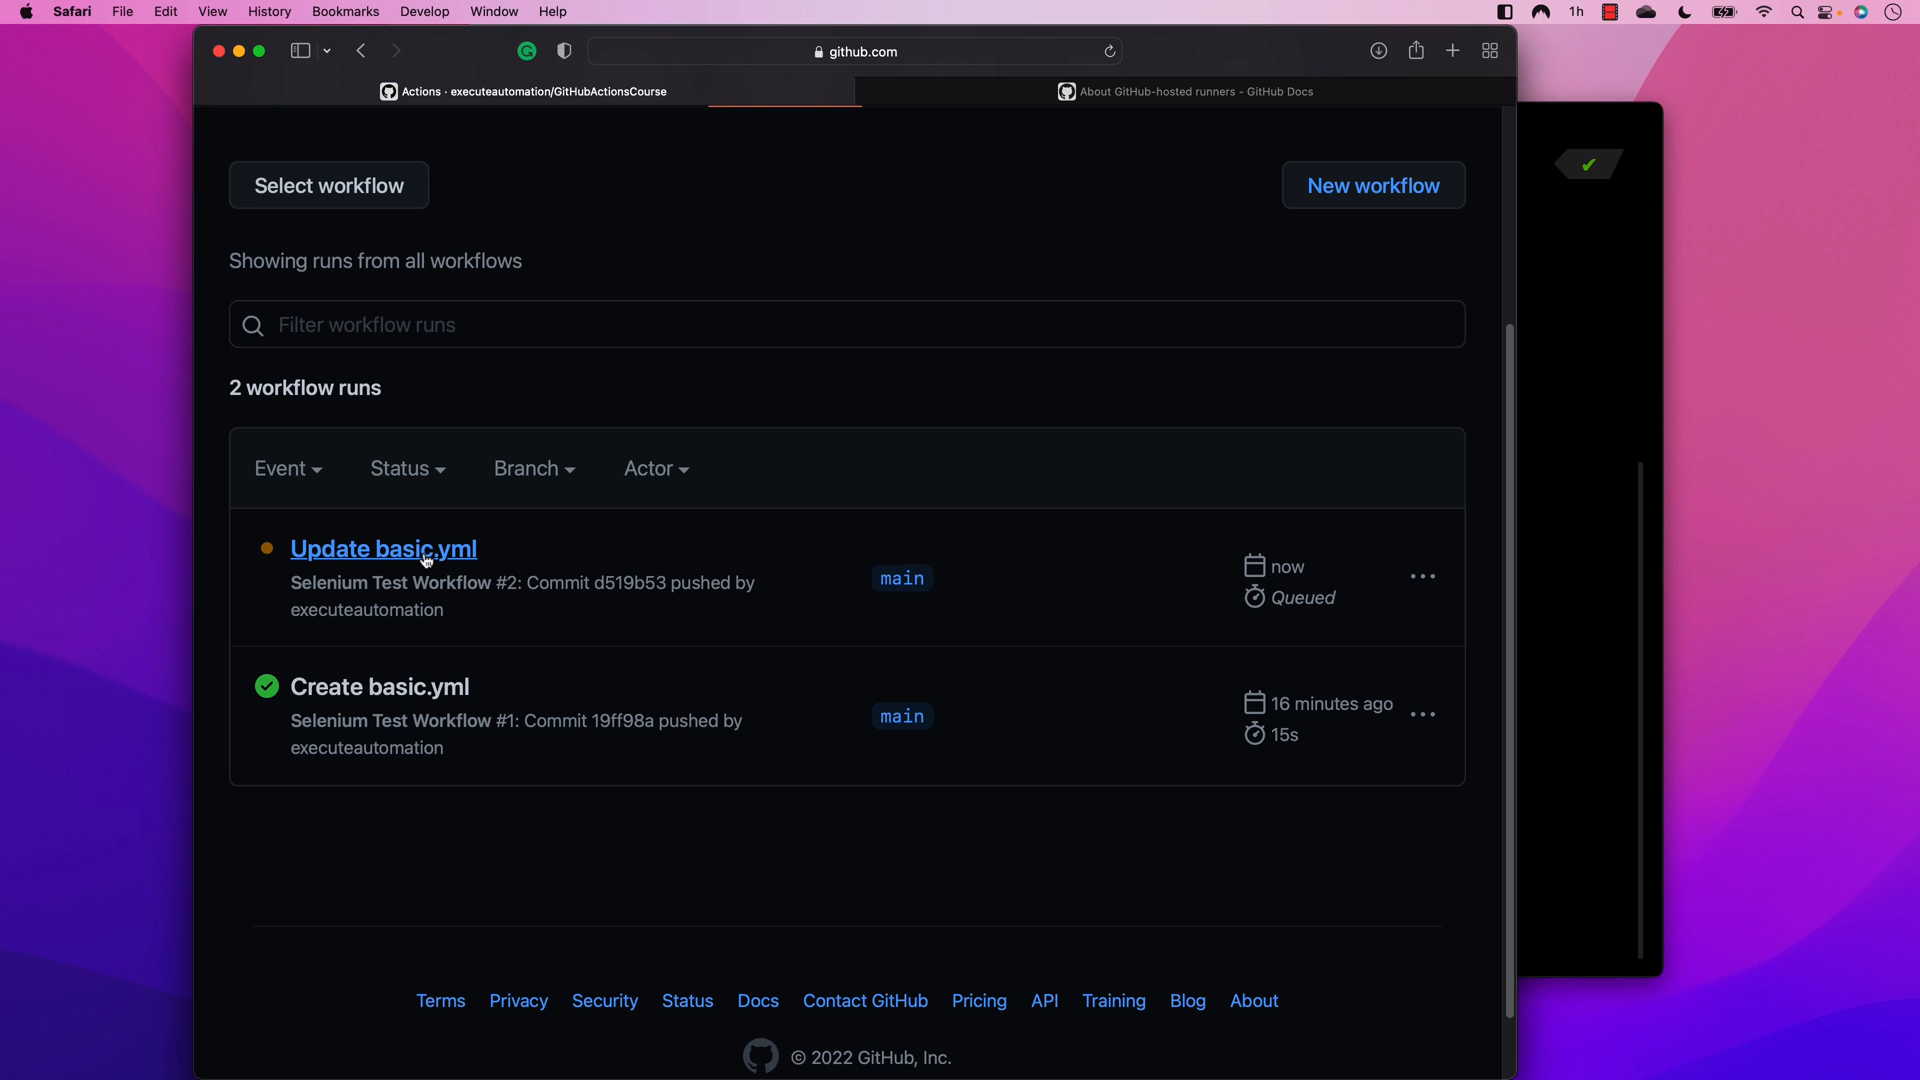 Safari File Edit View History Bookmarks Develop Window Help 1h
github.com
Actions · executeautomation/GitHubActionsCourse
About GitHub-hosted runners - GitHub Docs
Select workflow
New workflow
Showing runs from all workflows
Filter workflow runs
2 workflow runs
Event Status Branch Actor
Update basic.yml
Selenium Test Workflow #2: Commit d519b53 pushed by
executeautomation
main
now
Queued
Create basic.yml
Selenium Test Workflow #1: Commit 19ff98a pushed by
executeautomation
main
16 minutes ago
15s
Terms Privacy Security Status Docs Contact GitHub Pricing API Training Blog About
© 2022 GitHub, Inc.